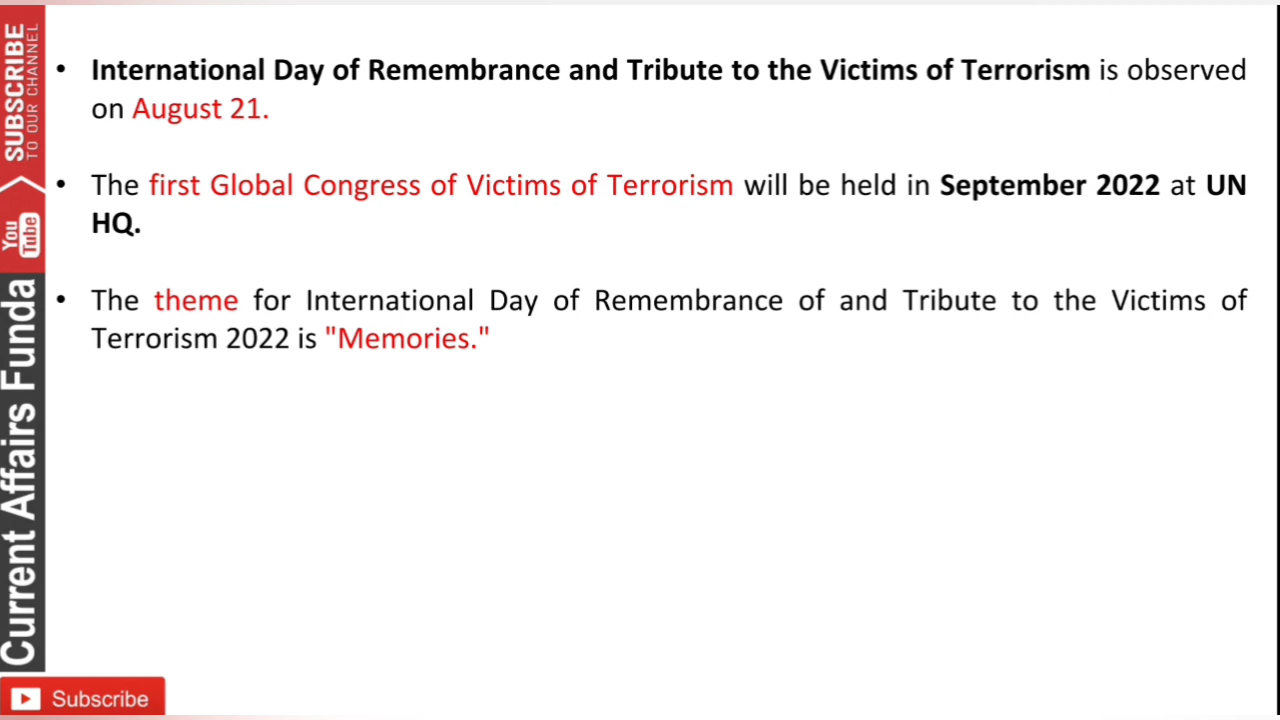 • International Day of Remembrance and Tribute to the Victims of Terrorism is observed
on August 21.
• The first Global Congress of Victims of Terrorism will be held in September 2022 at UN
HQ.
• The theme for International Day of Remembrance of and Tribute to the Victims of
Terrorism 2022 is "Memories."
SUBSCRIBE
TO OUR CHANNEL
You
Tube
Current Affairs Funda
Subscribe